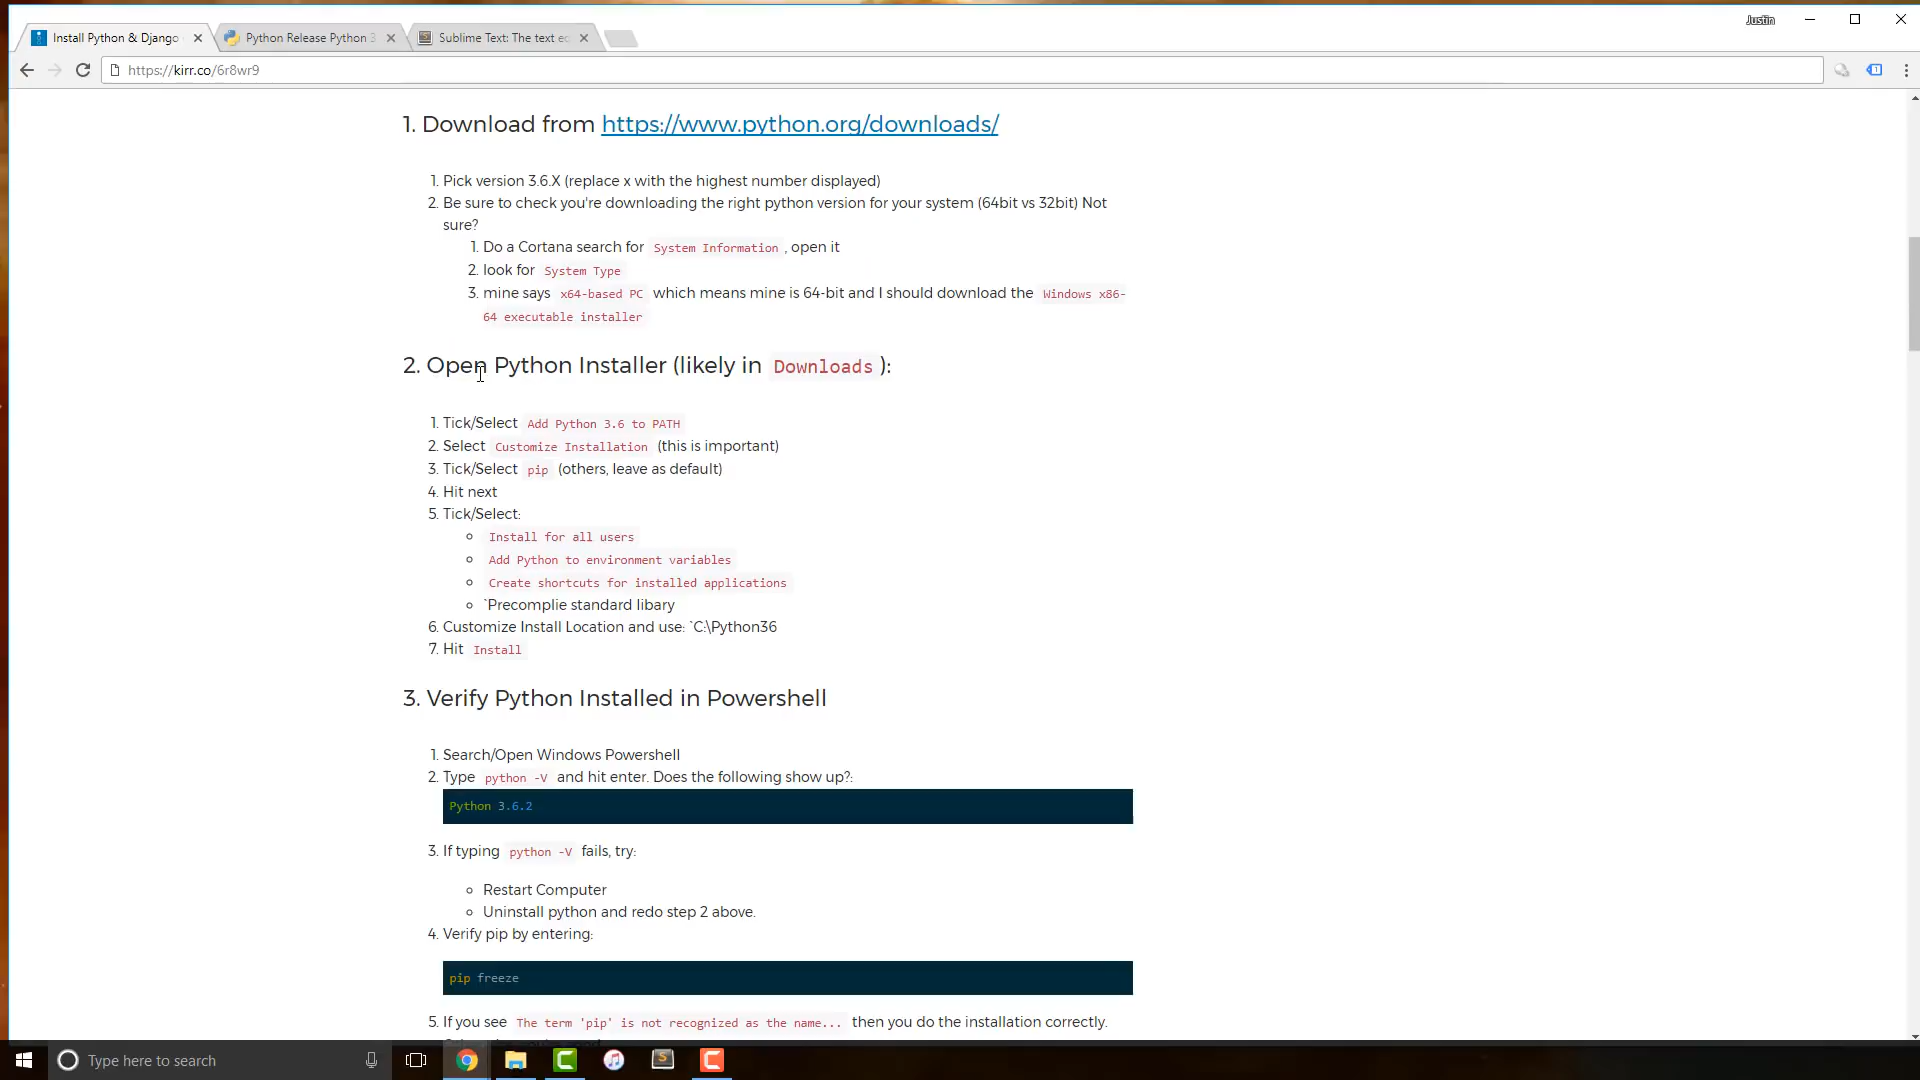 Justin
Install Python & Django
Python Release Python 3
Sublime Text: The text ed
https://kirr.co/6r8wr9
1. Download from https://www.python.org/downloads/
1. Pick version 3.6.X (replace x with the highest number displayed)
2. Be sure to check you're downloading the right python version for your system (64bit vs 32bit) Not
sure?
1. Do a Cortana search for System Information , open it
2. look for System Type
3. mine says x64-based PC which means mine is 64-bit and I should download the Windows x86-
64 executable installer
2. Open Python Installer (likely in Downloads ):
1. Tick/Select Add Python 3.6 to PATH
2. Select Customize Installation (this is important)
3. Tick/Select pip (others, leave as default)
4. Hit next
5. Tick/Select:
Install for all users
Add Python to environment variables
Create shortcuts for installed applications
`Precomplie standard libary
6. Customize Install Location and use: `C:\Python36
7. Hit Install
3. Verify Python Installed in Powershell
1. Search/Open Windows Powershell
2. Type python -V and hit enter. Does the following show up?:
Python 3.6.2
3. If typing python -V fails, try:
Restart Computer
Uninstall python and redo step 2 above.
4. Verify pip by entering:
pip freeze
5. If you see The term 'pip' is not recognized as the name... then you do the installation correctly.
Type here to search